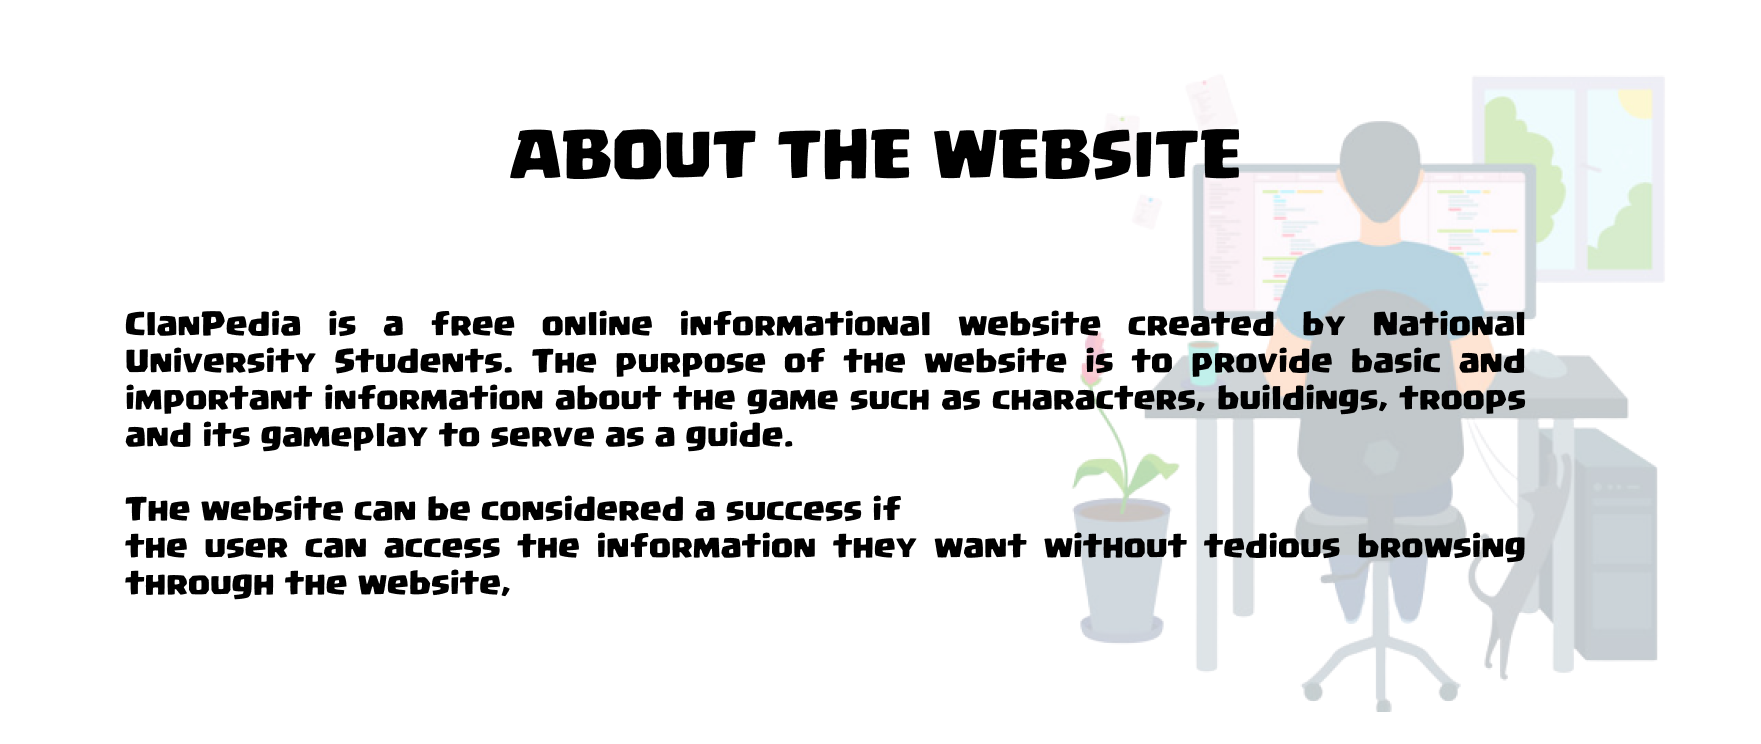 ABOUT THE WEBSITE
ClanPedia is a free online informational website created by National
University Students. The purpose of the website is to provide basic and
important information about the game such as characters, buildings, troops
and its gameplay to serve as a guide.
The website can be considered a success if
the user can access the information they want without tedious browsing
through the website,